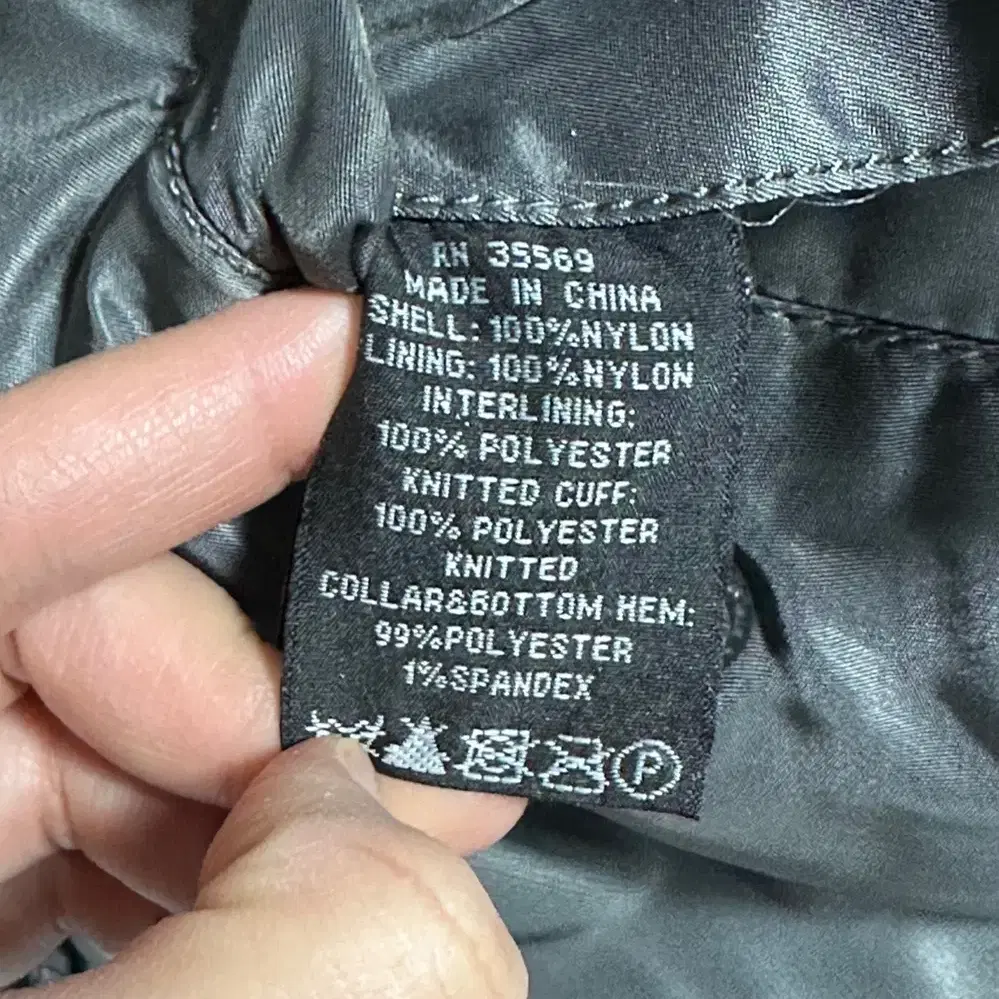 RN 35569
MADE IN CHINA
SHELL: 100%NYLON
LINING: 100%NYLON
INTERLINING:
100% POLYESTER
KNITTED CUFF:
100% POLYESTER
KNITTED
COLLAR&BOTTOM HEM:
99%POLYESTER
1%SPANDEX
P